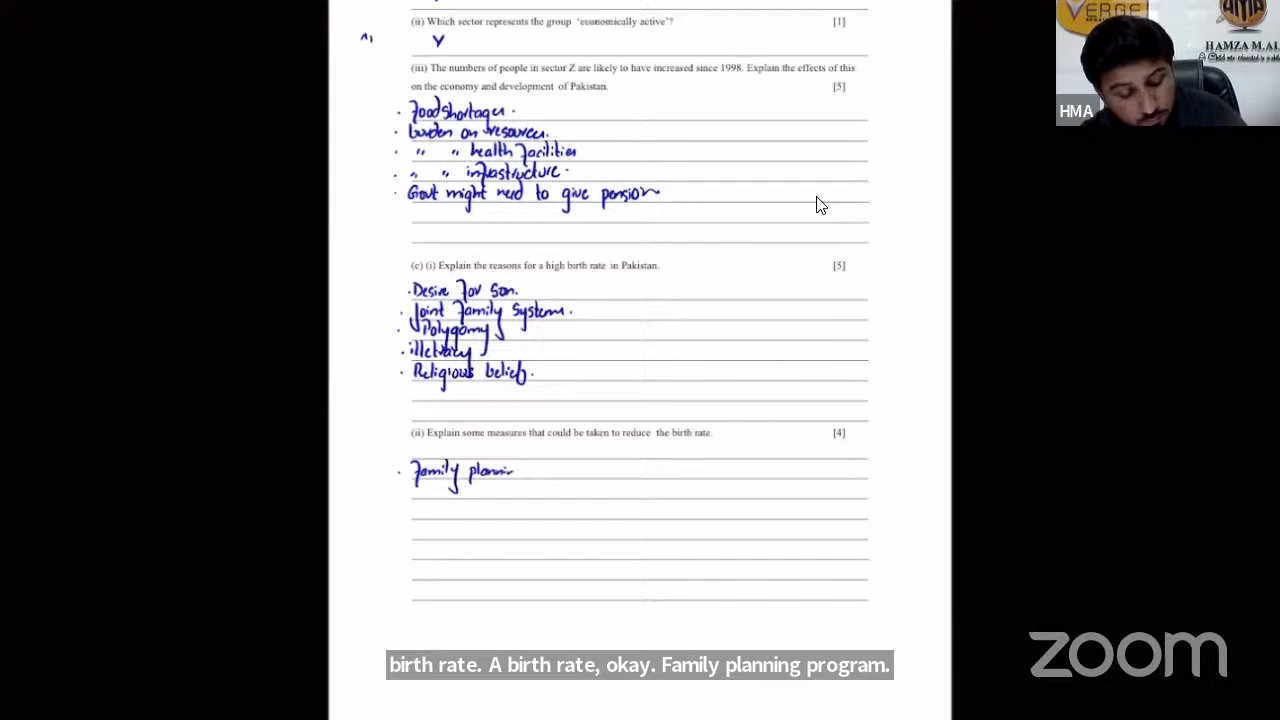 (ii) Which sector represents the group 'economically active'? [1]
Y
(iii) The numbers of people in sector Z are likely to have increased since 1998. Explain the effects of this
on the economy and development of Pakistan. [5]
· Food shortages.
· burden on resources.
· " " health facilities
· " " infrastructure.
· Govt might need to give pension
(c) (i) Explain the reasons for a high birth rate in Pakistan. [5]
· Desire for son.
· Joint family system.
· Polygamy
· illetracy
· Religious belief.
(ii) Explain some measures that could be taken to reduce the birth rate. [4]
· Family plannin
VERGE
HAMZA M.AL
HMA
birth rate. A birth rate, okay. Family planning program.
zoom